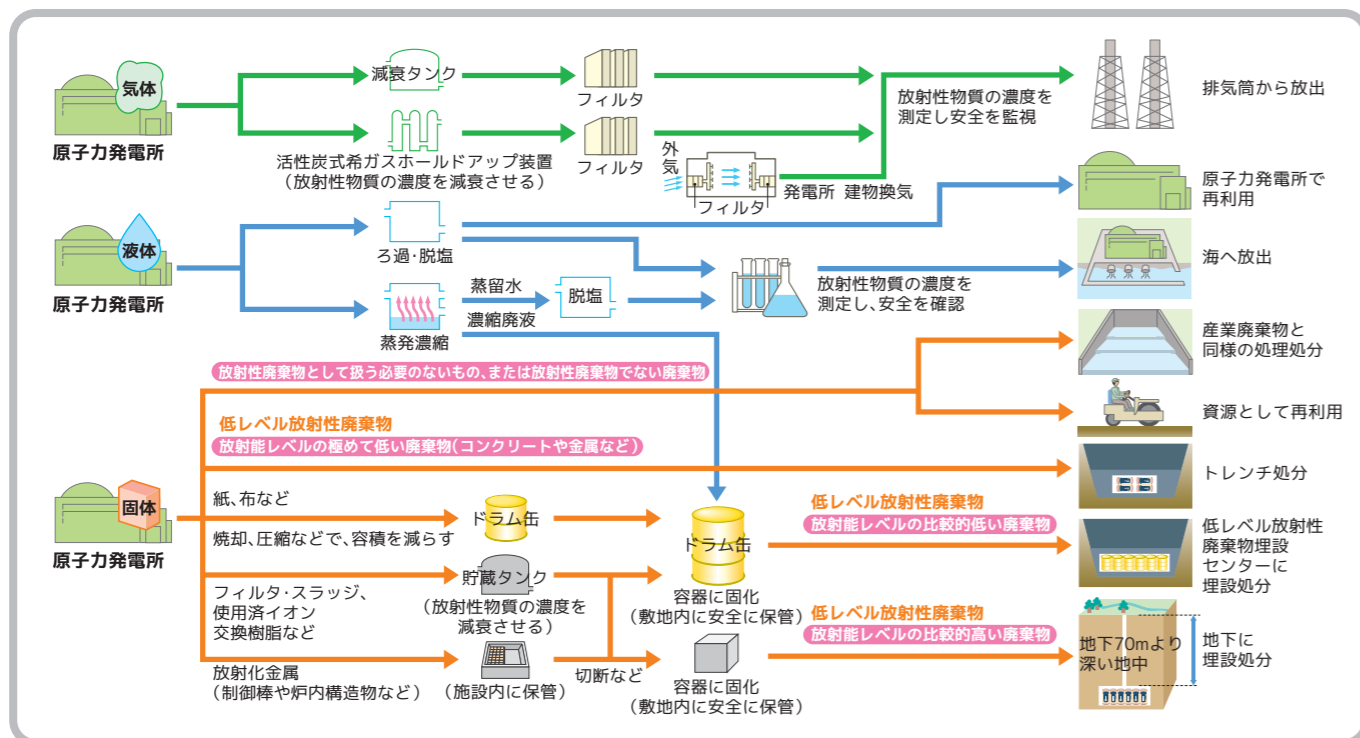 気体
原子力発電所
減衰タンク
フィルタ
活性炭式希ガスホールドアップ装置
(放射性物質の濃度を減衰させる)
フィルタ
外気
フィルタ
発電所 建物換気
放射性物質の濃度を
測定し安全を監視
排気筒から放出
液体
原子力発電所
ろ過・脱塩
蒸発濃縮
蒸留水
濃縮廃液
脱塩
放射性物質の濃度を
測定し、安全を確認
原子力発電所で
再利用
海へ放出
固体
原子力発電所
放射性廃棄物として扱う必要のないもの、または放射性廃棄物でない廃棄物
産業廃棄物と
同様の処理処分
資源として再利用
低レベル放射性廃棄物
放射能レベルの極めて低い廃棄物(コンクリートや金属など)
トレンチ処分
紙、布など
焼却、圧縮などで、容積を減らす
ドラム缶
ドラム缶
容器に固化
(敷地内に安全に保管)
低レベル放射性廃棄物
放射能レベルの比較的低い廃棄物
低レベル放射性
廃棄物埋設
センターに
埋設処分
フィルタ・スラッジ、
使用済イオン
交換樹脂など
貯蔵タンク
(放射性物質の濃度を
減衰させる)
放射化金属
(制御棒や炉内構造物など)
(施設内に保管)
切断など
容器に固化
(敷地内に安全に保管)
低レベル放射性廃棄物
放射能レベルの比較的高い廃棄物
地下70mより
深い地中
地下に
埋設処分